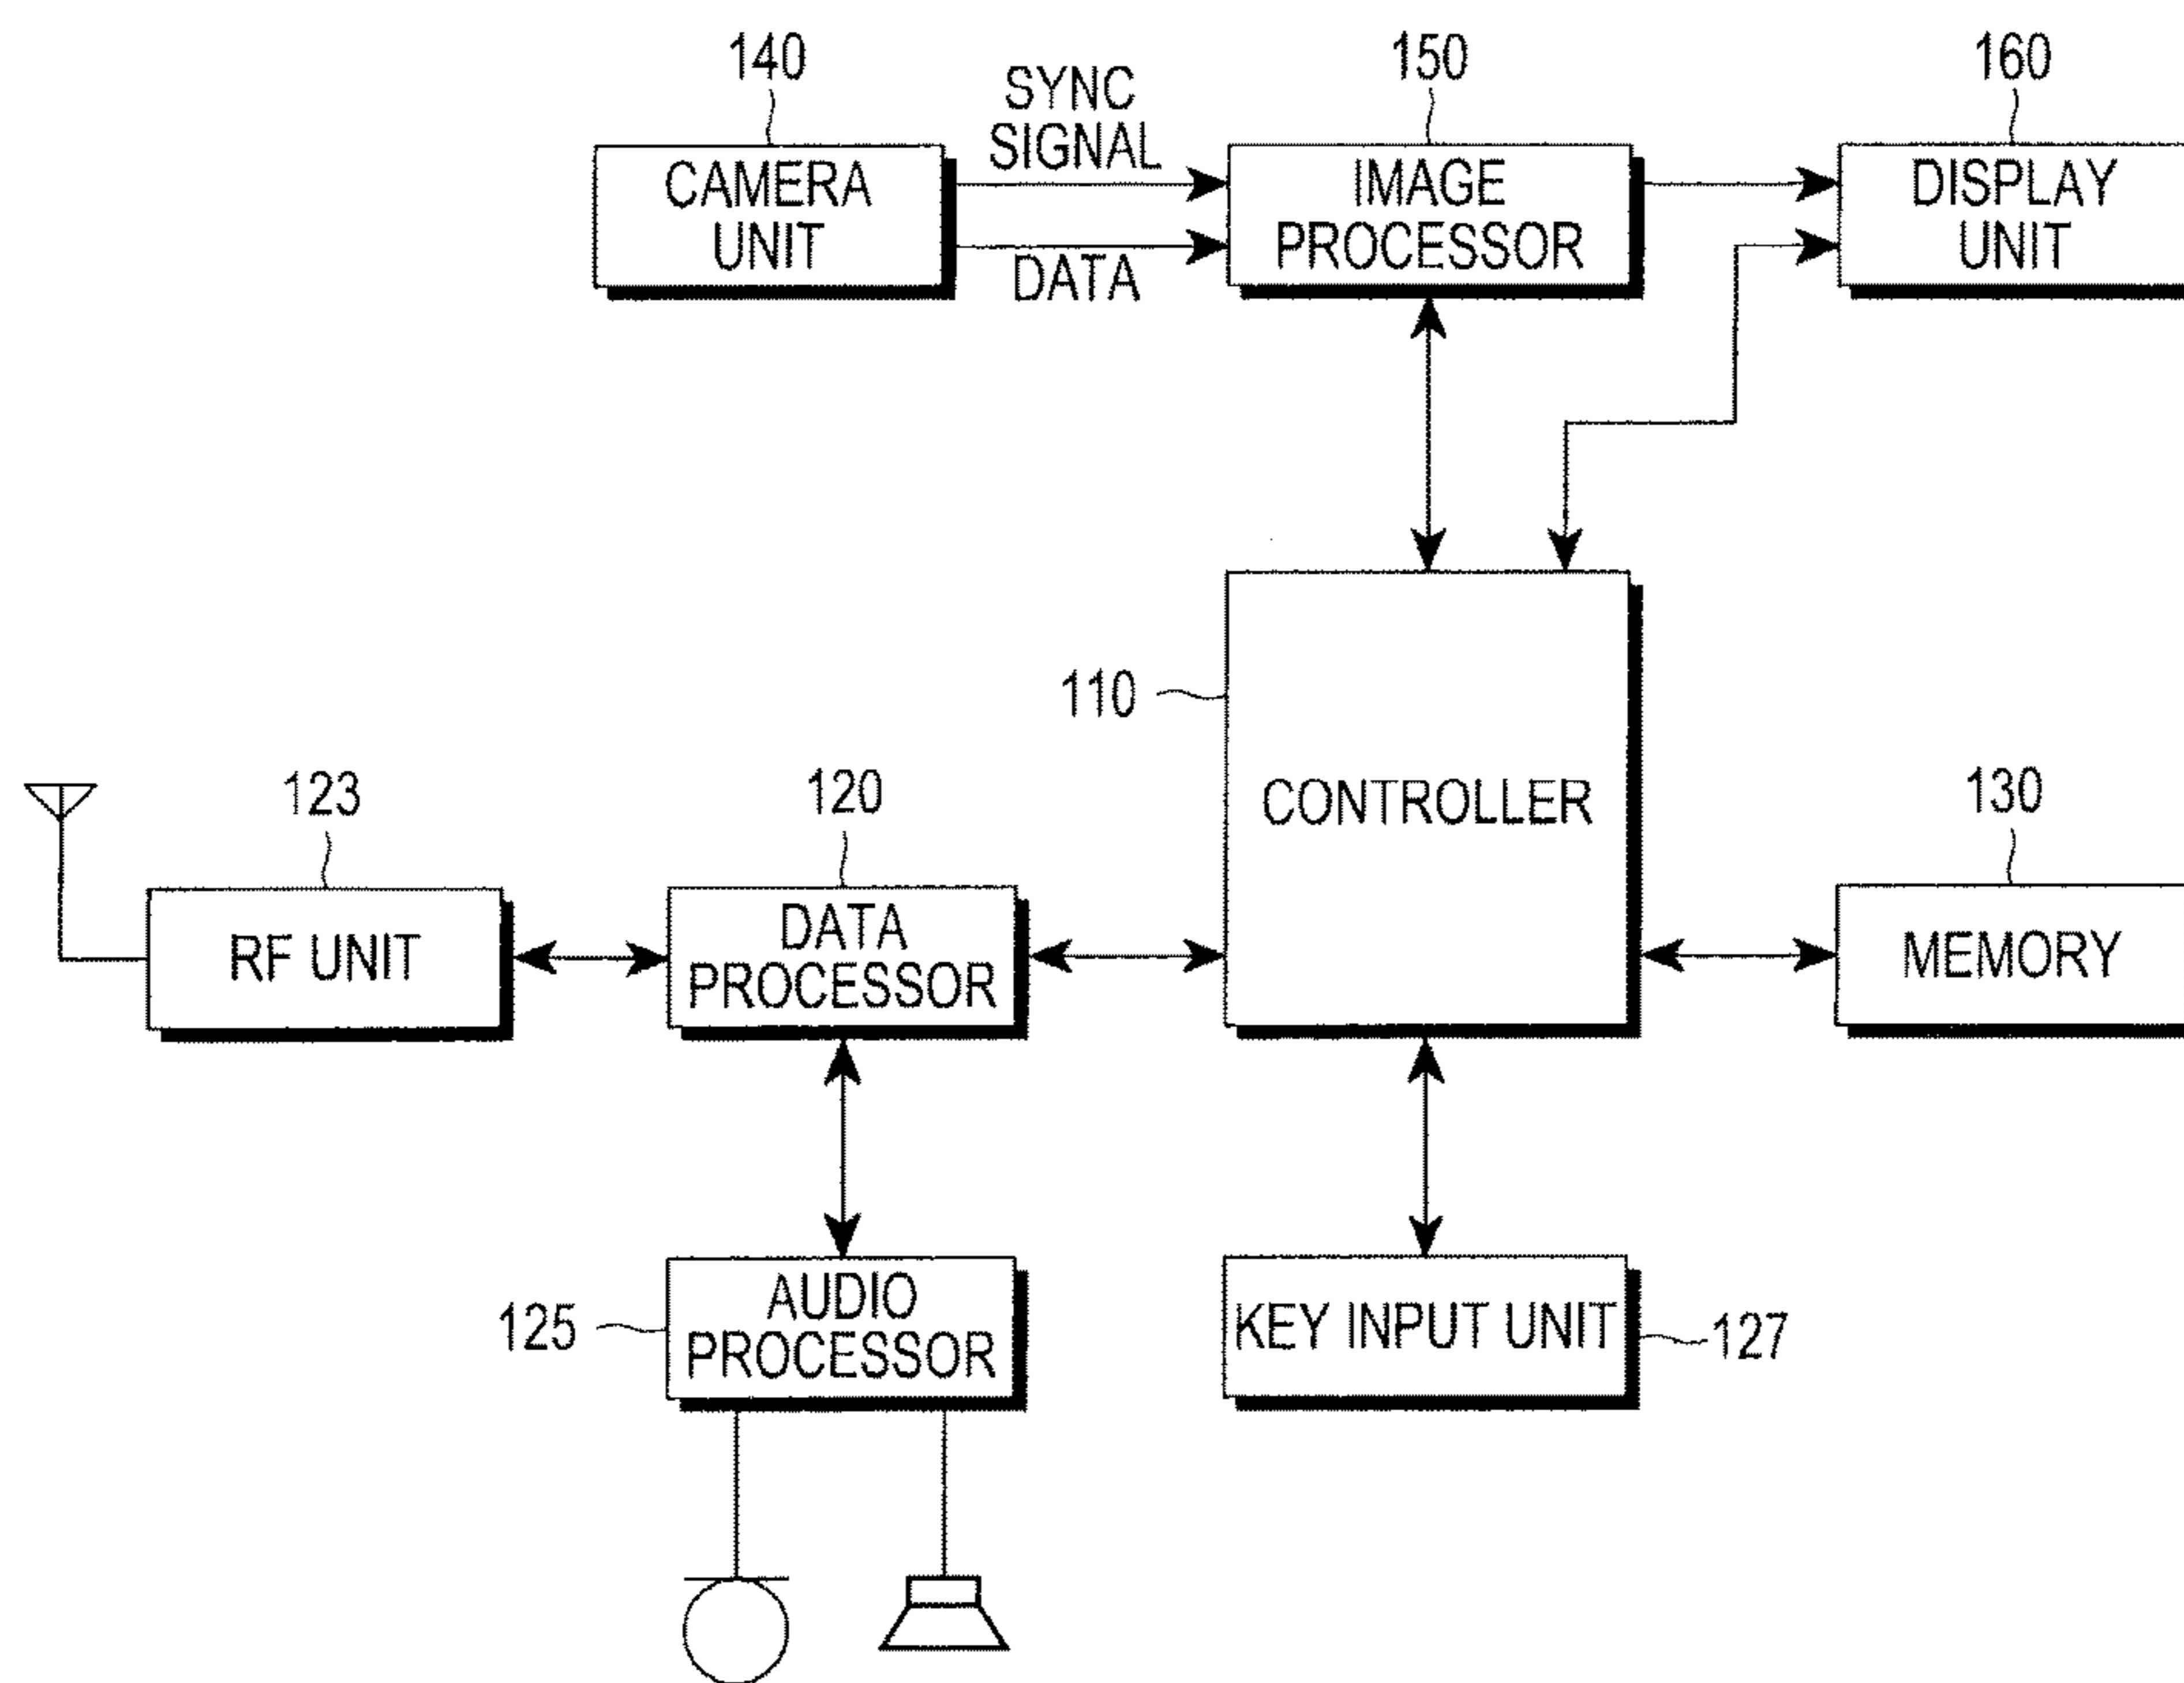 140
150
160
SYNC
SIGNAL
CAMERA
UNIT
IMAGE
PROCESSOR
DISPLAY
UNIT
DATA
110
CONTROLLER
123
120
130
RF UNIT
DATA
PROCESSOR
MEMORY
125
AUDIO
PROCESSOR
KEY INPUT UNIT
127